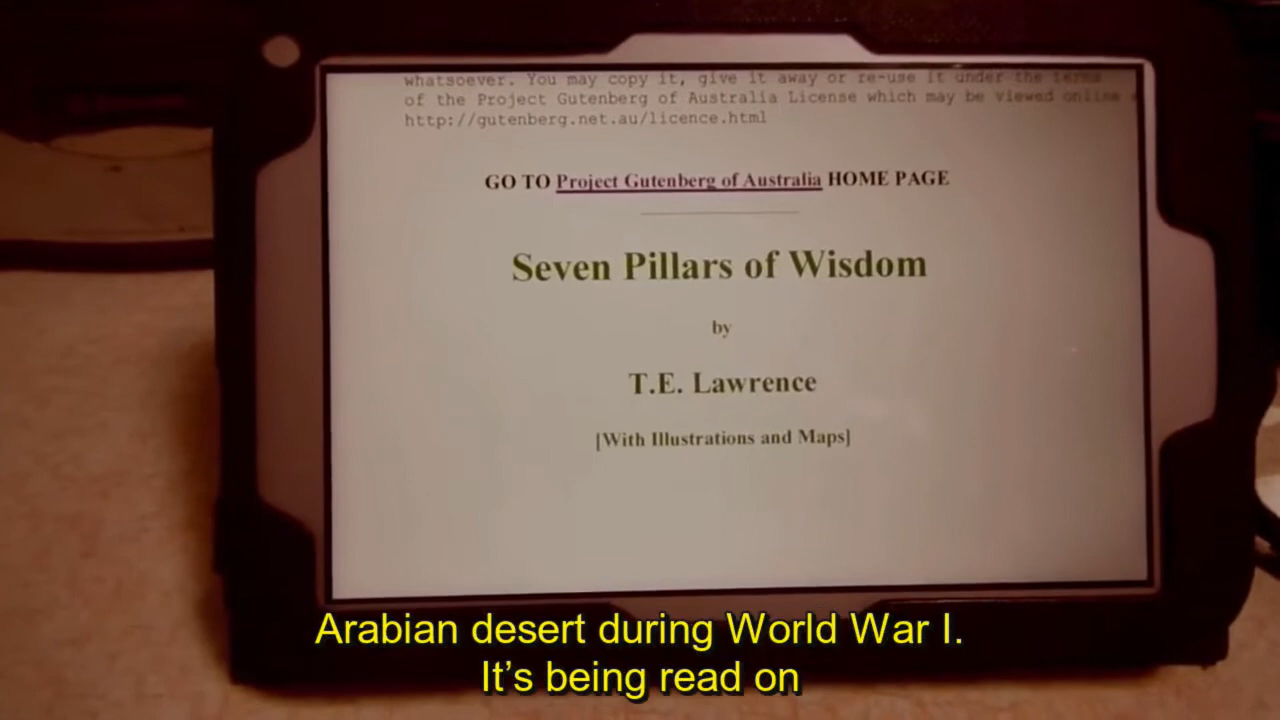 whatsoever. You may copy it, give it away or re-use it under the terms
of the Project Gutenberg of Australia License which may be viewed online
http://gutenberg.net.au/licence.html
GO TO Project Gutenberg of Australia HOME PAGE
Seven Pillars of Wisdom
by
T.E. Lawrence
[With Illustrations and Maps]
Arabian desert during World War I.
It’s being read on